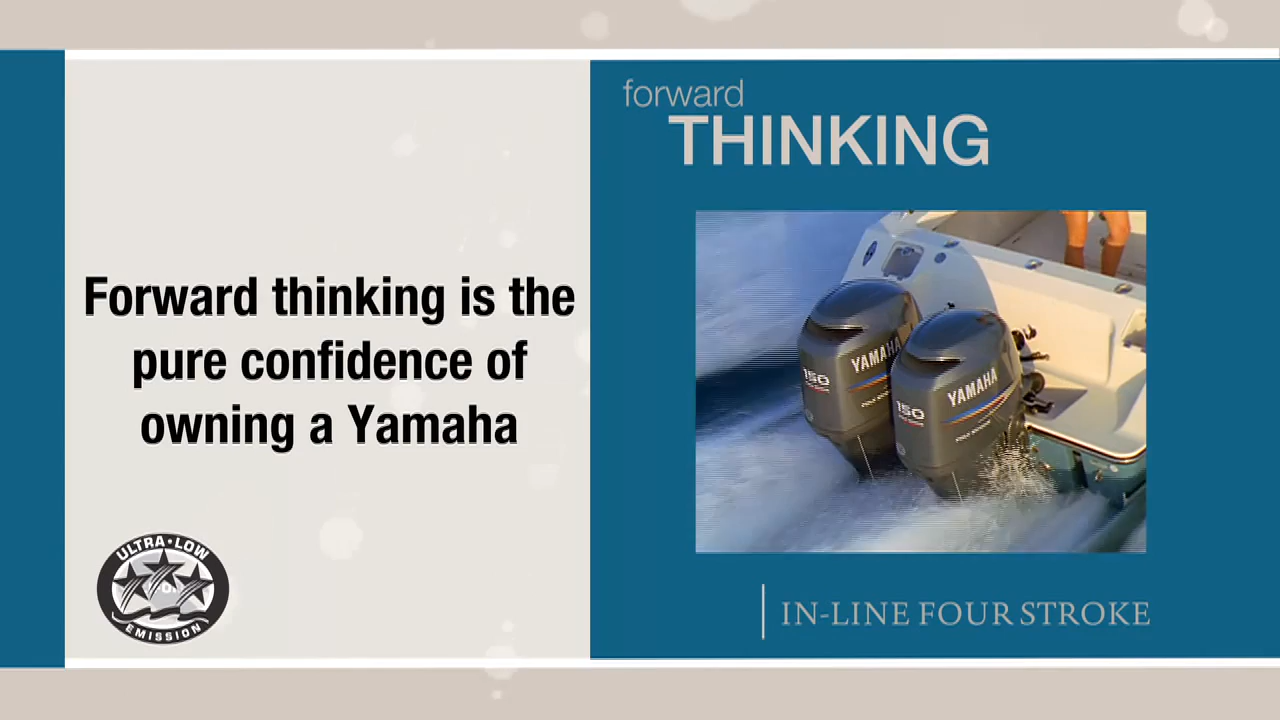 forward
THINKING
Forward thinking is the
pure confidence of
owning a Yamaha
YAMAHA
150
YAMAHA
150
ULTRA·LOW
EMISSION
IN-LINE FOUR STROKE